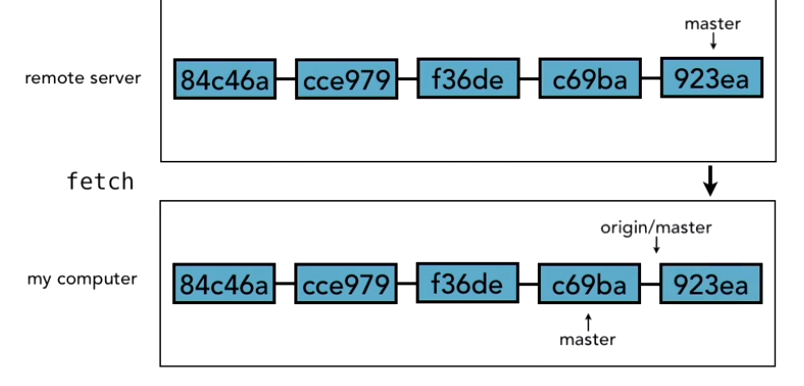 master
remote server
84c46a
cce979
f36de
c69ba
923ea
fetch
origin/master
my computer
84c46a
cce979
f36de
c69ba
923ea
master